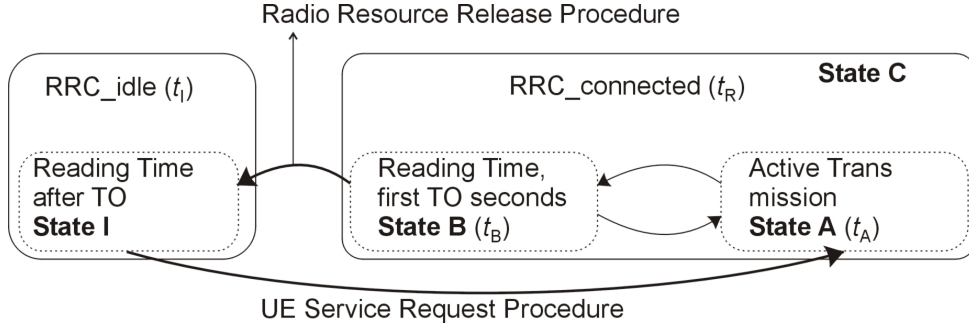 Radio Resource Release Procedure
RRC_idle (tI)
RRC_connected (tR)
State C
Reading Time
after TO
State I
Reading Time,
first TO seconds
State B (tB)
Active Trans
mission
State A (tA)
UE Service Request Procedure